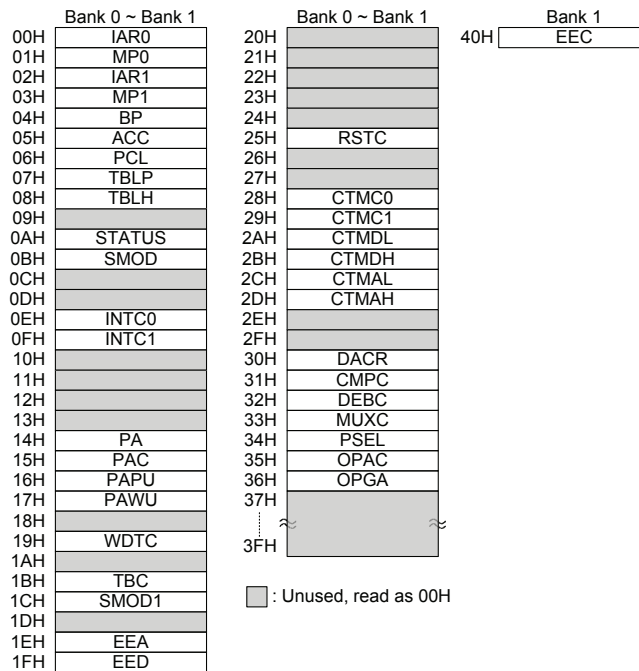 Bank 0 ~ Bank 1
00H IAR0
01H MP0
02H IAR1
03H MP1
04H BP
05H ACC
06H PCL
07H TBLP
08H TBLH
09H
0AH STATUS
0BH SMOD
0CH
0DH
0EH INTC0
0FH INTC1
10H
11H
12H
13H
14H PA
15H PAC
16H PAPU
17H PAWU
18H
19H WDTC
1AH
1BH TBC
1CH SMOD1
1DH
1EH EEA
1FH EED
Bank 0 ~ Bank 1
20H
21H
22H
23H
24H
25H RSTC
26H
27H
28H CTMC0
29H CTMC1
2AH CTMDL
2BH CTMDH
2CH CTMAL
2DH CTMAH
2EH
2FH
30H DACR
31H CMPC
32H DEBC
33H MUXC
34H PSEL
35H OPAC
36H OPGA
37H
3FH
: Unused, read as 00H
Bank 1
40H EEC